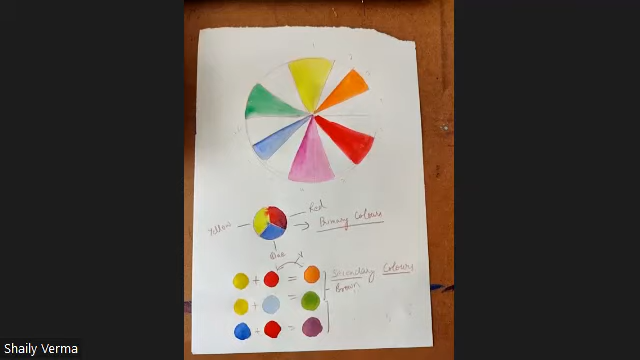 Red
Yellow
Primary Colours
Blue
+ =
Secondary Colours
Brown
+ =
+ =
Shaily Verma